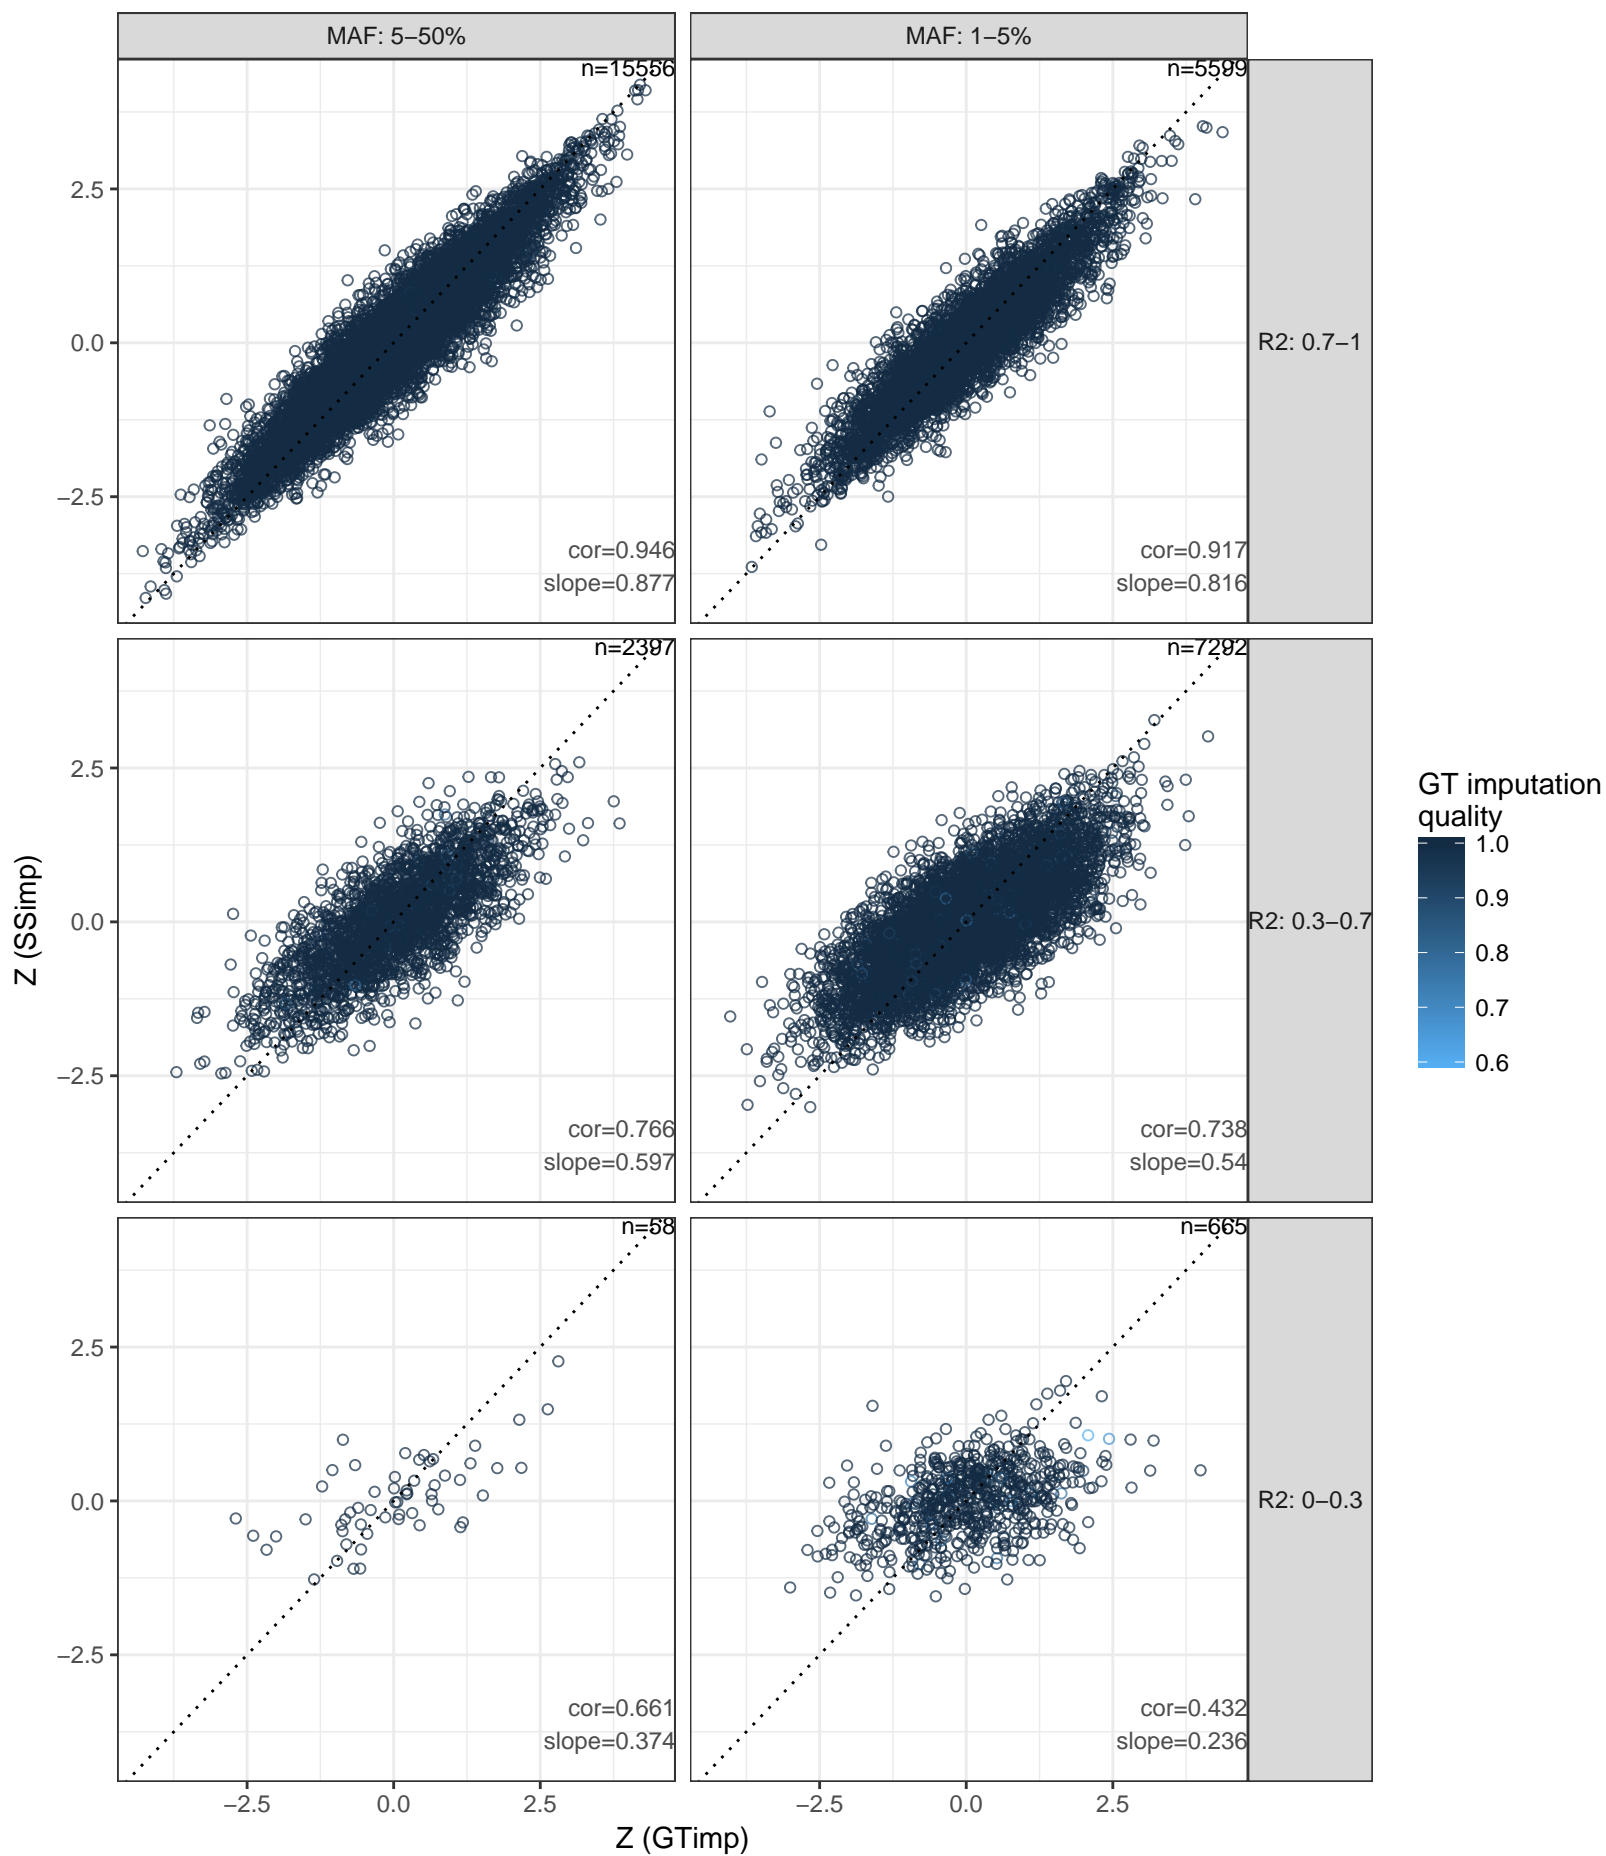 MAF: 5–50%
MAF: 1–5%
n=15556
n=5599
2.5
0.0
−2.5
R2: 0.7–1
cor=0.946
slope=0.877
cor=0.917
slope=0.816
n=2397
n=7292
2.5
0.0
−2.5
R2: 0.3–0.7
cor=0.766
slope=0.597
cor=0.738
slope=0.54
n=58
n=665
2.5
0.0
−2.5
R2: 0–0.3
cor=0.661
slope=0.374
cor=0.432
slope=0.236
−2.5
0.0
2.5
−2.5
0.0
2.5
Z (GTimp)
Z (SSimp)
GT imputation
quality
1.0
0.9
0.8
0.7
0.6